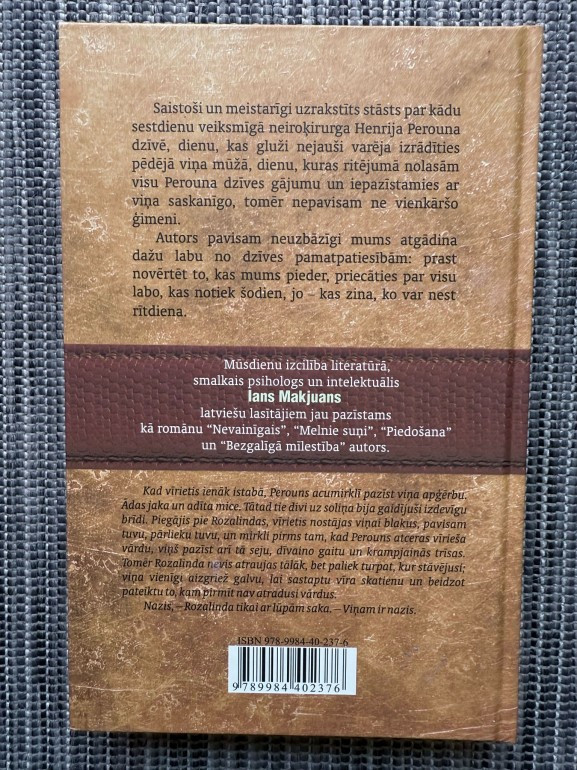 Saistoši un meistarīgi uzrakstīts stāsts par kādu
sestdienu veiksmīgā neiroķirurga Henrija Perouna
dzīvē, dienu, kas gluži nejauši varēja izrādīties
pēdējā viņa mūžā, dienu, kuras ritējumā nolasām
visu Perouna dzīves gājumu un iepazīstamies ar
viņa saskanīgo, tomēr nepavisam ne vienkāršo
ģimeni.
Autors pavisam neuzbāzīgi mums atgādina
dažu labu no dzīves pamatpatiesībām: prast
novērtēt to, kas mums pieder, priecāties par visu
labo, kas notiek šodien, jo – kas zina, ko var nest
rītdiena.
Mūsdienu izcilība literatūrā,
smalkais psihologs un intelektuālis
Ians Makjuans
latviešu lasītājiem jau pazīstams
kā romānu “Nevainīgais”, “Melnie suņi”, “Piedošana”
un “Bezgalīgā mīlestība” autors.
Kad vīrietis ienāk istabā, Perouns acumirklī pazīst viņa apģērbu.
Ādas jaka un adīta mice. Tātad tie divi uz soliņa bija gaidījuši izdevīgu
brīdi. Piegājis pie Rozalindas, vīrietis nostājas viņai blakus, pavisam
tuvu, pārlieku tuvu, un mirkli pirms tam, kad Perouns atceras vīrieša
vārdu, viņš pazīst arī tā seju, dīvaino gaitu un krampjainās trīsas.
Tomēr Rozalinda nevis atraujas tālāk, bet paliek turpat, kur stāvējusi;
viņa vienīgi aizgriež galvu, lai sastaptu vīra skatienu un beidzot
pateiktu to, kam pirmīt nav atradusi vārdus.
Nazis, – Rozalinda tikai ar lūpām saka. – Viņam ir nazis.
ISBN 978-9984-40-237-6
9 789984 402376